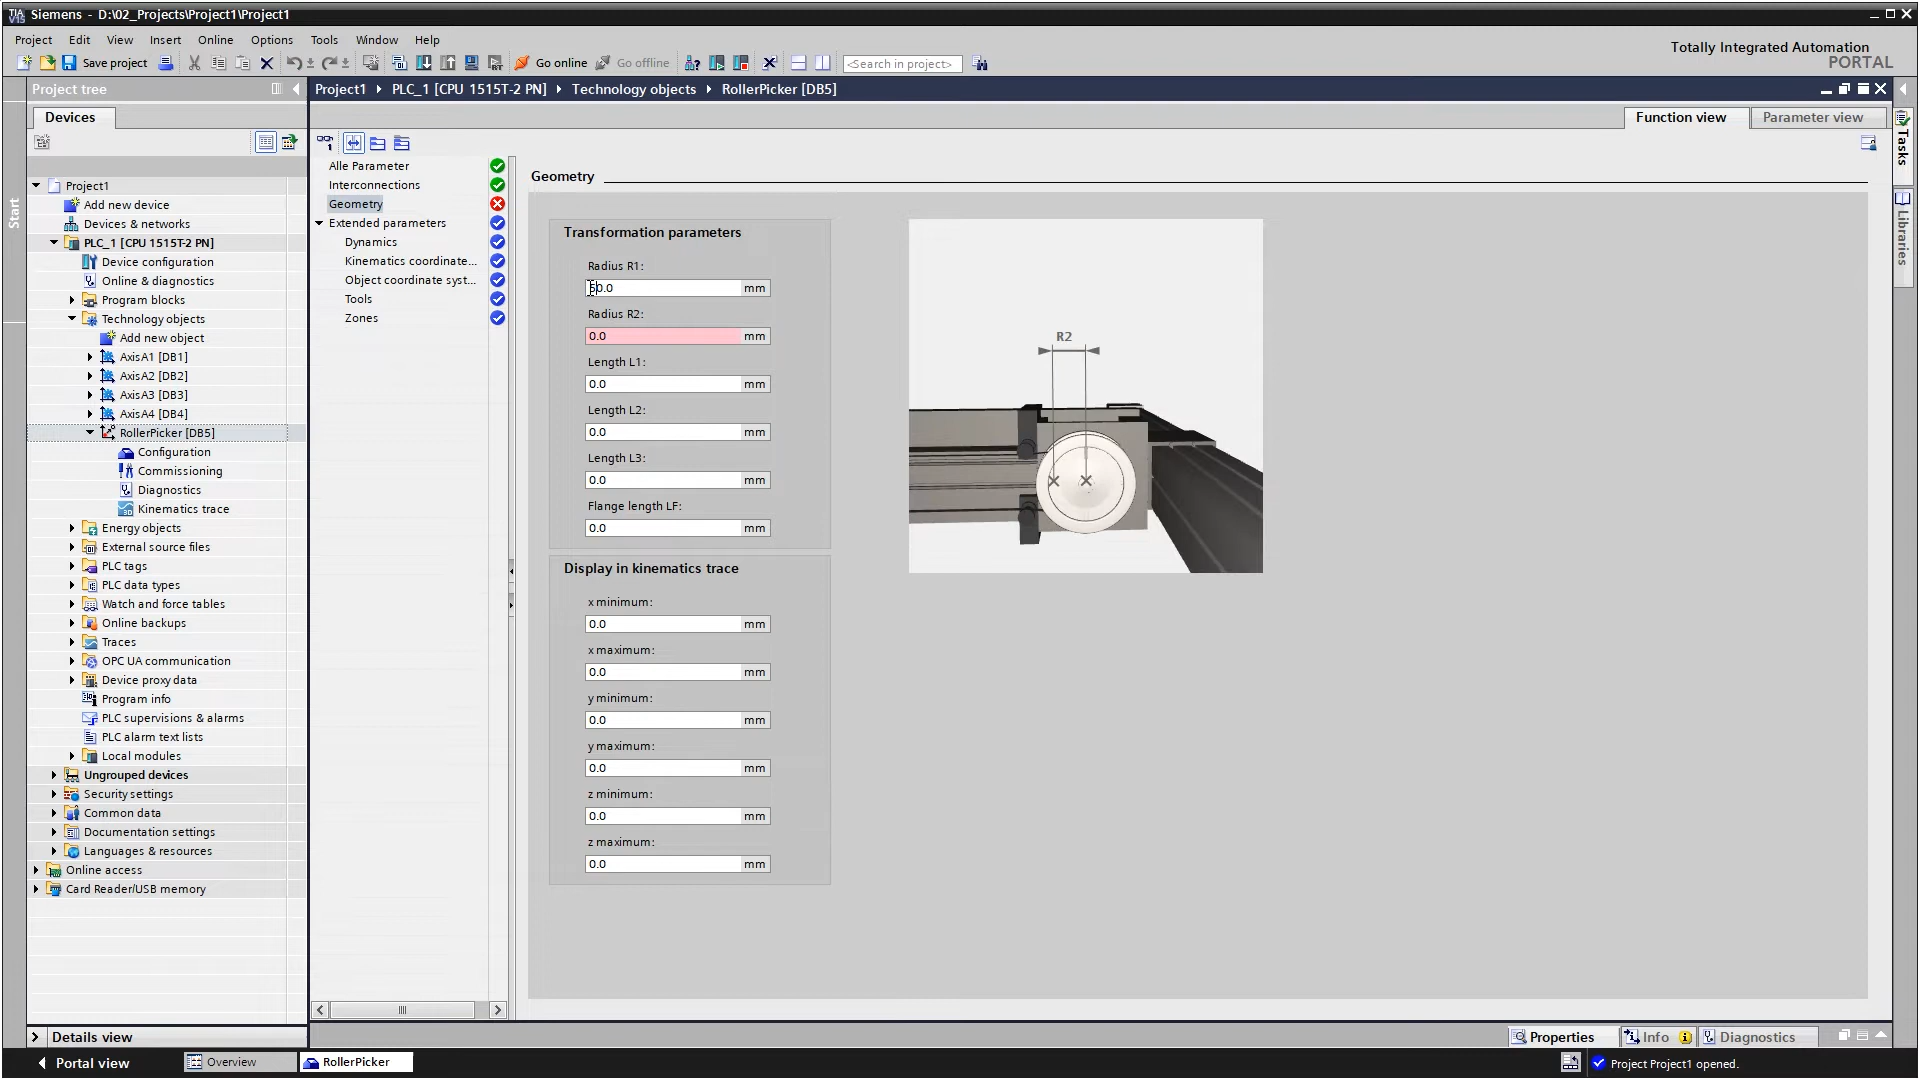 Siemens - D:\02_Projects\Project1\Project1
Project Edit View Insert Online Options Tools Window Help
Totally Integrated Automation
PORTAL
Save project
Go online
Go offline
<Search in project>
Project tree
Project1 PLC_1 [CPU 1515T-2 PN] Technology objects RollerPicker [DB5]
Devices
Function view
Parameter view
Start
Project1
Add new device
Devices & networks
PLC_1 [CPU 1515T-2 PN]
Device configuration
Online & diagnostics
Program blocks
Technology objects
Add new object
AxisA1 [DB1]
AxisA2 [DB2]
AxisA3 [DB3]
AxisA4 [DB4]
RollerPicker [DB5]
Configuration
Commissioning
Diagnostics
Kinematics trace
Energy objects
External source files
PLC tags
PLC data types
Watch and force tables
Online backups
Traces
OPC UA communication
Device proxy data
Program info
PLC supervisions & alarms
PLC alarm text lists
Local modules
Ungrouped devices
Security settings
Common data
Documentation settings
Languages & resources
Online access
Card Reader/USB memory
Details view
Alle Parameter
Interconnections
Geometry
Extended parameters
Dynamics
Kinematics coordinate...
Object coordinate syst...
Tools
Zones
Geometry
Transformation parameters
Radius R1:
50.0 mm
Radius R2:
0.0 mm
Length L1:
0.0 mm
Length L2:
0.0 mm
Length L3:
0.0 mm
Flange length LF:
0.0 mm
Display in kinematics trace
x minimum:
0.0 mm
x maximum:
0.0 mm
y minimum:
0.0 mm
y maximum:
0.0 mm
z minimum:
0.0 mm
z maximum:
0.0 mm
R2
Tasks
Libraries
Properties
Info
Diagnostics
Portal view
Overview
RollerPicker
Project Project1 opened.